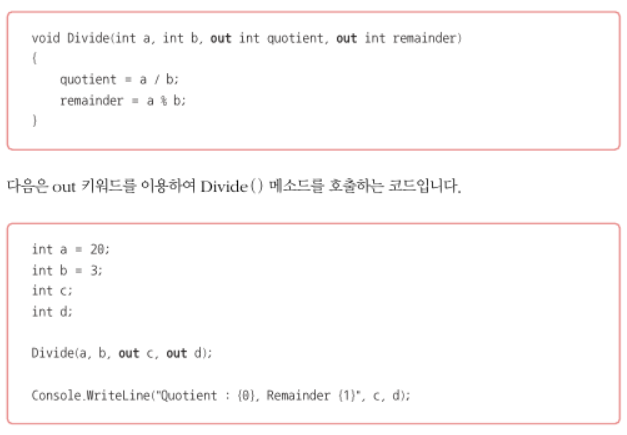 void Divide(int a, int b, out int quotient, out int remainder)
{
quotient = a / b;
remainder = a % b;
}
다음은 out 키워드를 이용하여 Divide() 메소드를 호출하는 코드입니다.
int a = 20;
int b = 3;
int c;
int d;
Divide(a, b, out c, out d);
Console.WriteLine("Quotient : {0}, Remainder {1}", c, d);